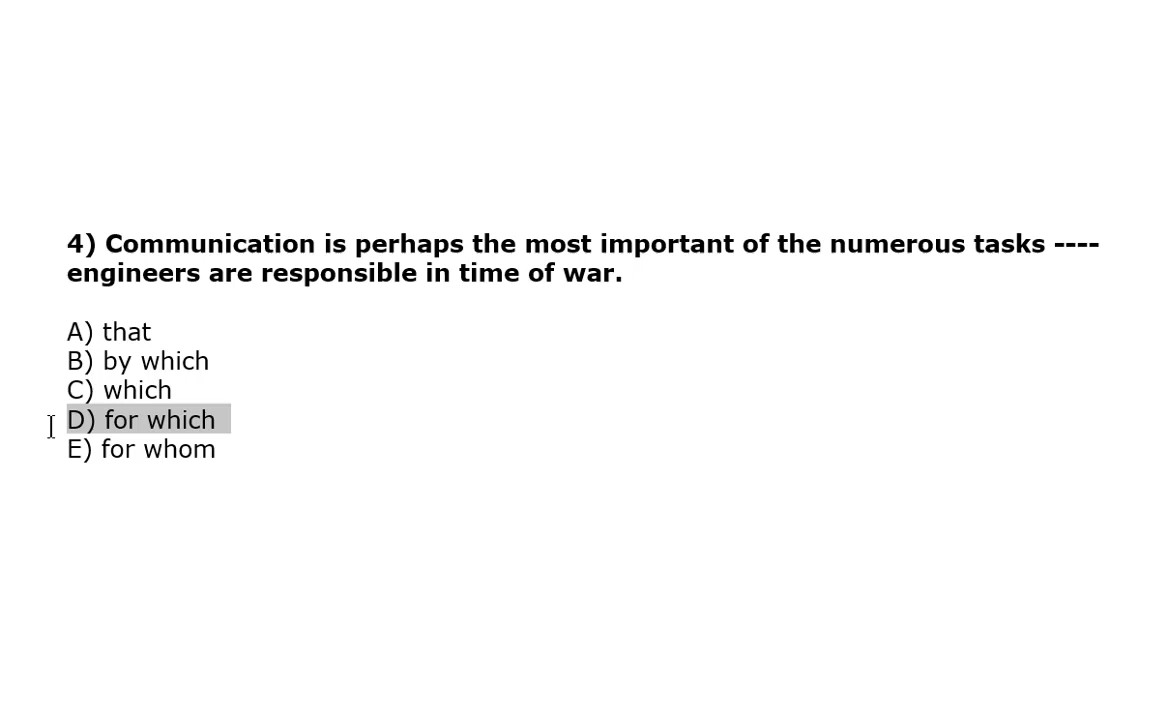 4) Communication is perhaps the most important of the numerous tasks ----
engineers are responsible in time of war.
A) that
B) by which
C) which
D) for which
E) for whom